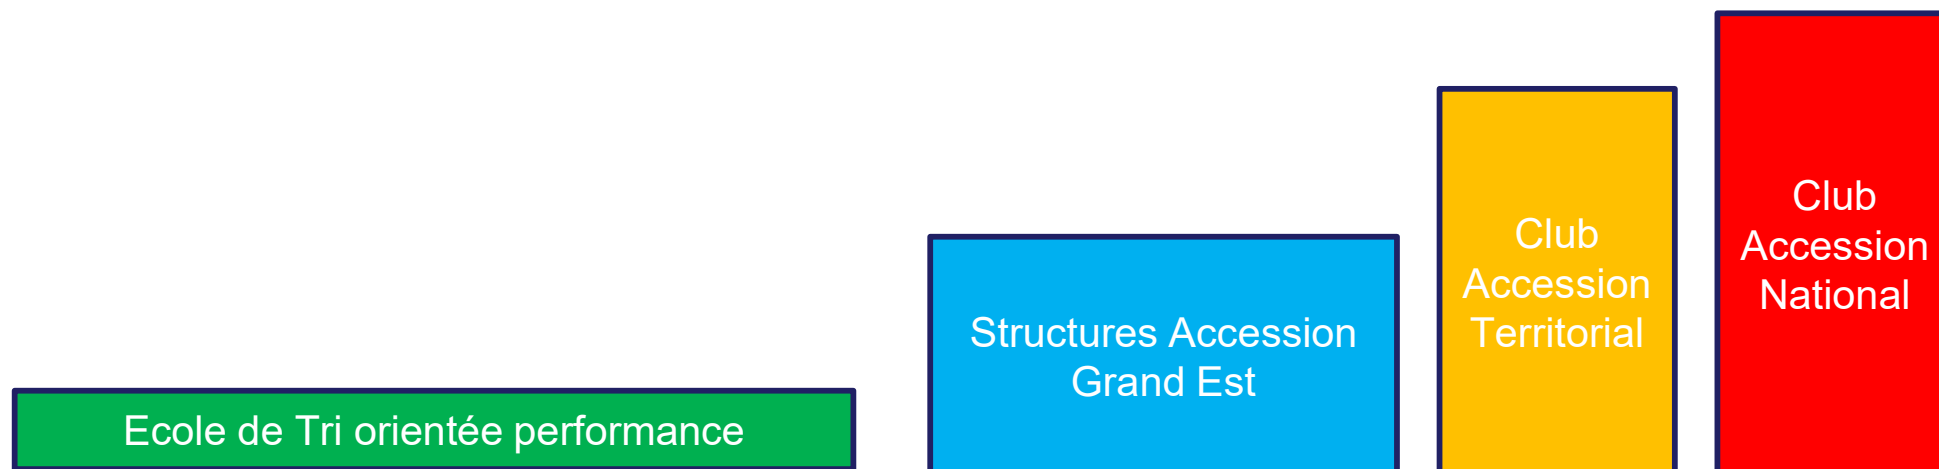 Ecole de Tri orientée performance
Structures Accession
Grand Est
Club
Accession
Territorial
Club
Accession
National